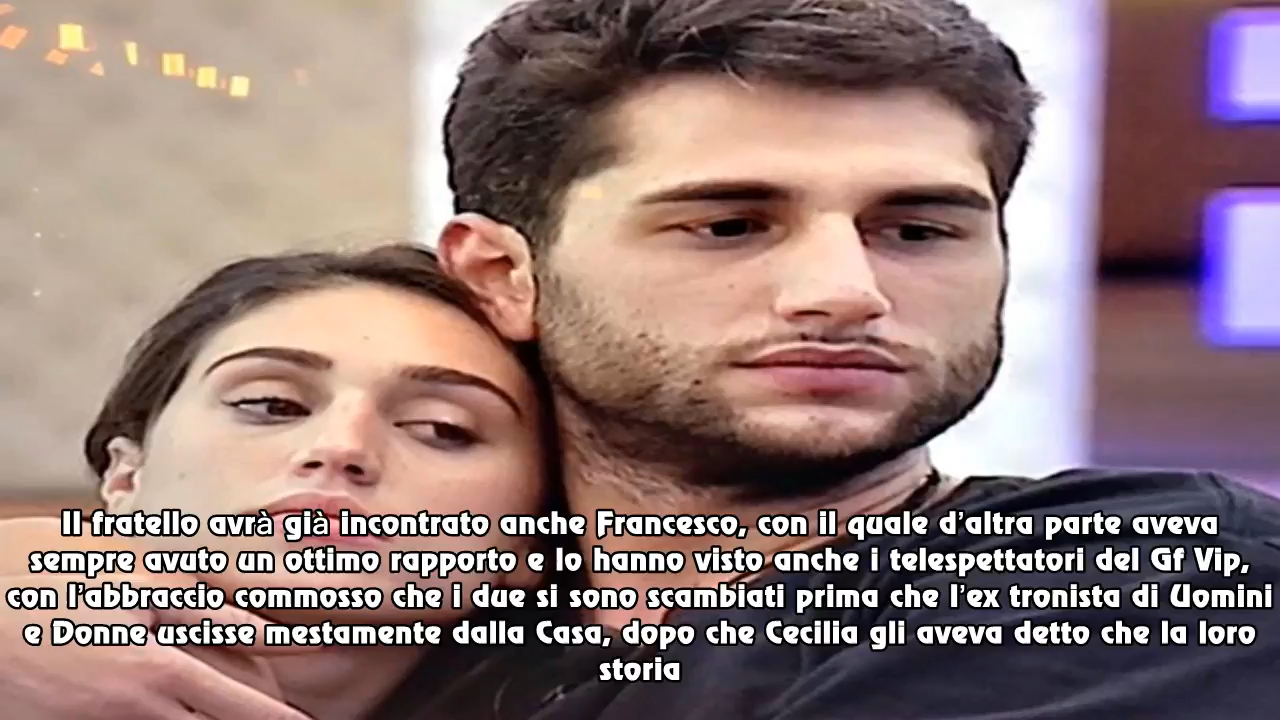 Il fratello avrà già incontrato anche Francesco, con il quale d'altra parte aveva
sempre avuto un ottimo rapporto e lo hanno visto anche i telespettatori del Gf Vip,
con l'abbraccio commosso che i due si sono scambiati prima che l'ex tronista di Uomini
e Donne uscisse mestamente dalla Casa, dopo che Cecilia gli aveva detto che la loro
storia